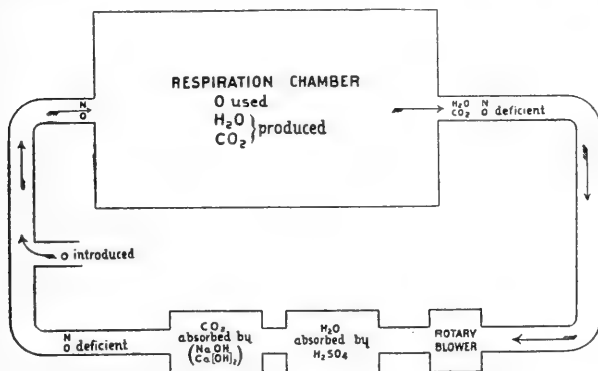 RESPIRATION CHAMBER
O used
H₂O
CO₂
} produced
N
O
H₂O N
CO₂ O deficient
O introduced
N
O deficient
CO₂
absorbed by
(NaOH
Ca[OH]₂)
H₂O
absorbed by
H₂SO₄
ROTARY
BLOWER